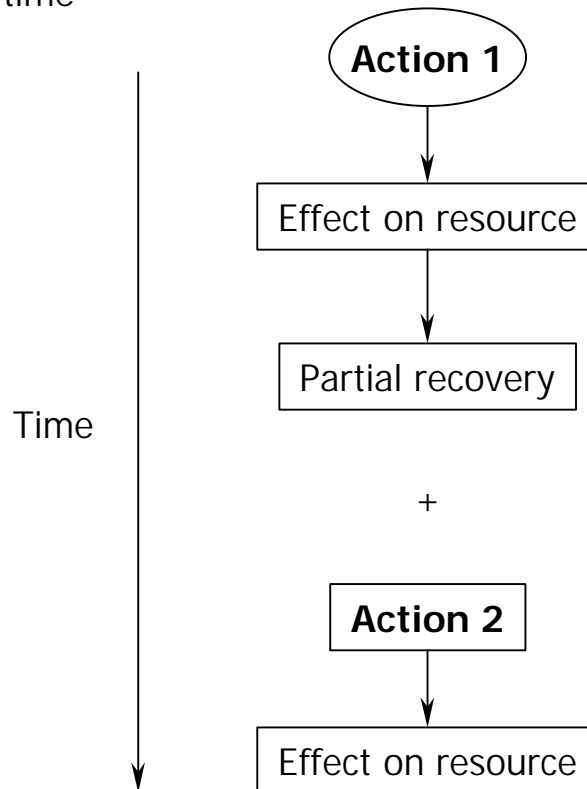 time
Action 1
Effect on resource
Partial recovery
Time
+
Action 2
Effect on resource